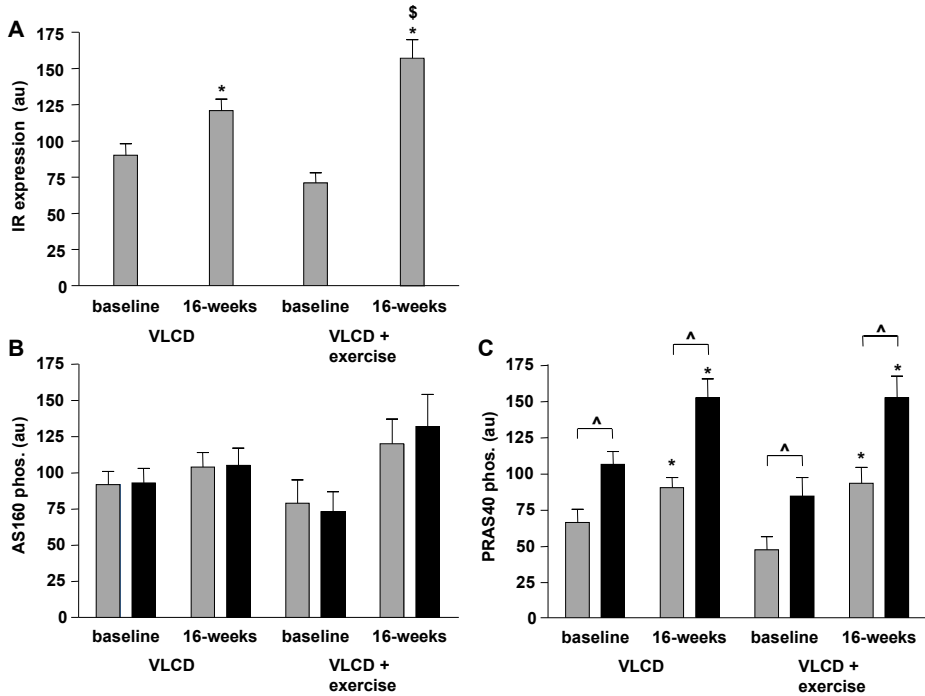 A
IR expression (au)
175
150
125
100
75
50
25
0
*
$
*
baseline 16-weeks baseline 16-weeks
VLCD VLCD +
exercise
B
AS160 phos. (au)
175
150
125
100
75
50
25
0
baseline 16-weeks baseline 16-weeks
VLCD VLCD +
exercise
C
PRAS40 phos. (au)
175
150
125
100
75
50
25
0
^
^
*
*
^
^
*
*
baseline 16-weeks baseline 16-weeks
VLCD VLCD +
exercise